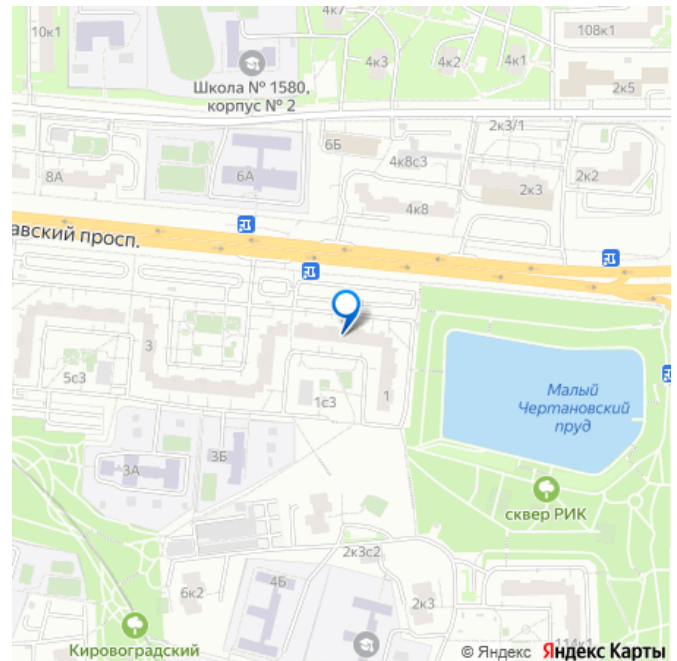 10к1
4к7
108к1
4к3
4к2
4к1
2к5
Школа № 1580,
корпус № 2
2к3/1
6Б
4к8с3
8А
6А
2к3
2к2
4к8
авский просп.
3
5с3
1с3
1
Малый
Чертановский
пруд
3А
3Б
сквер РИК
2к3с2
6к2
4Б
2к3
114к1
Кировоградский
© Яндекс Яндекс Карты